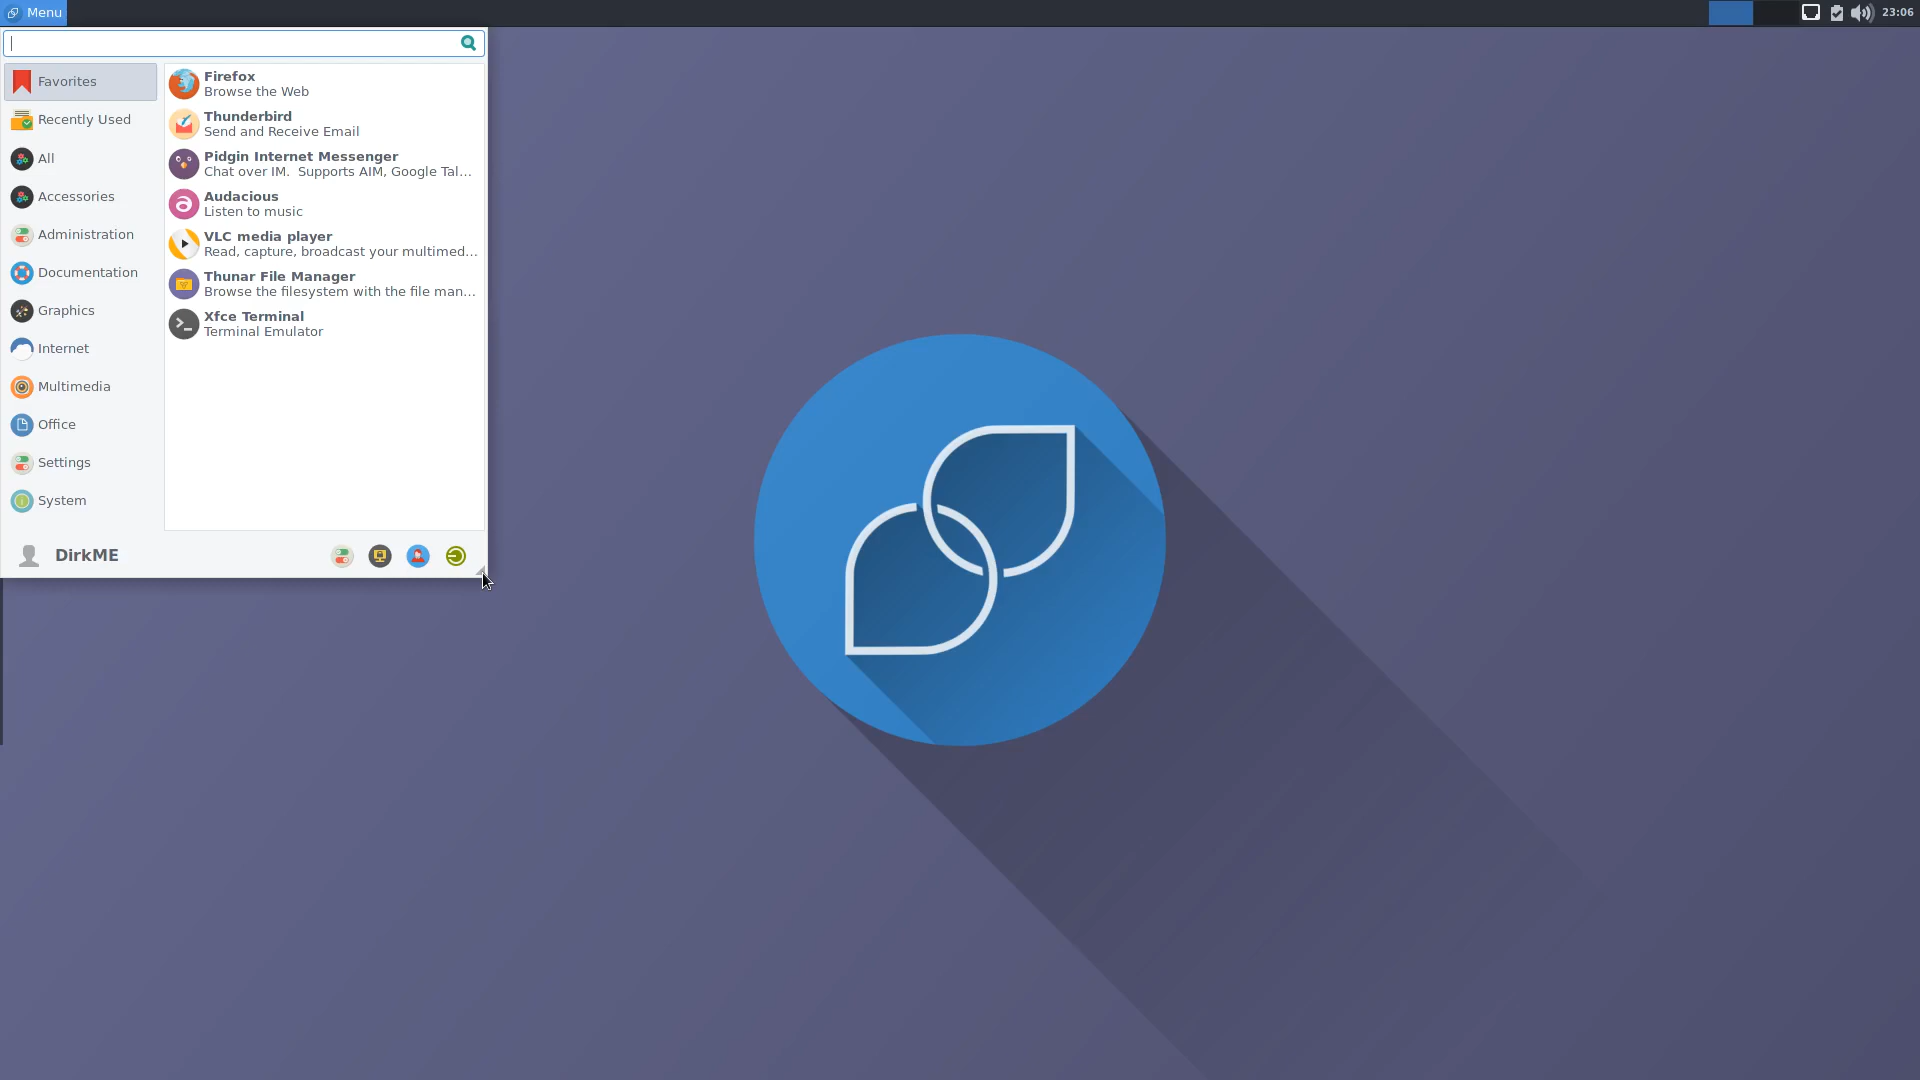 Menu
23:06
Favorites
Recently Used
All
Accessories
Administration
Documentation
Graphics
Internet
Multimedia
Office
Settings
System
Firefox
Browse the Web
Thunderbird
Send and Receive Email
Pidgin Internet Messenger
Chat over IM.  Supports AIM, Google Tal...
Audacious
Listen to music
VLC media player
Read, capture, broadcast your multimed...
Thunar File Manager
Browse the filesystem with the file man...
Xfce Terminal
Terminal Emulator
DirkME